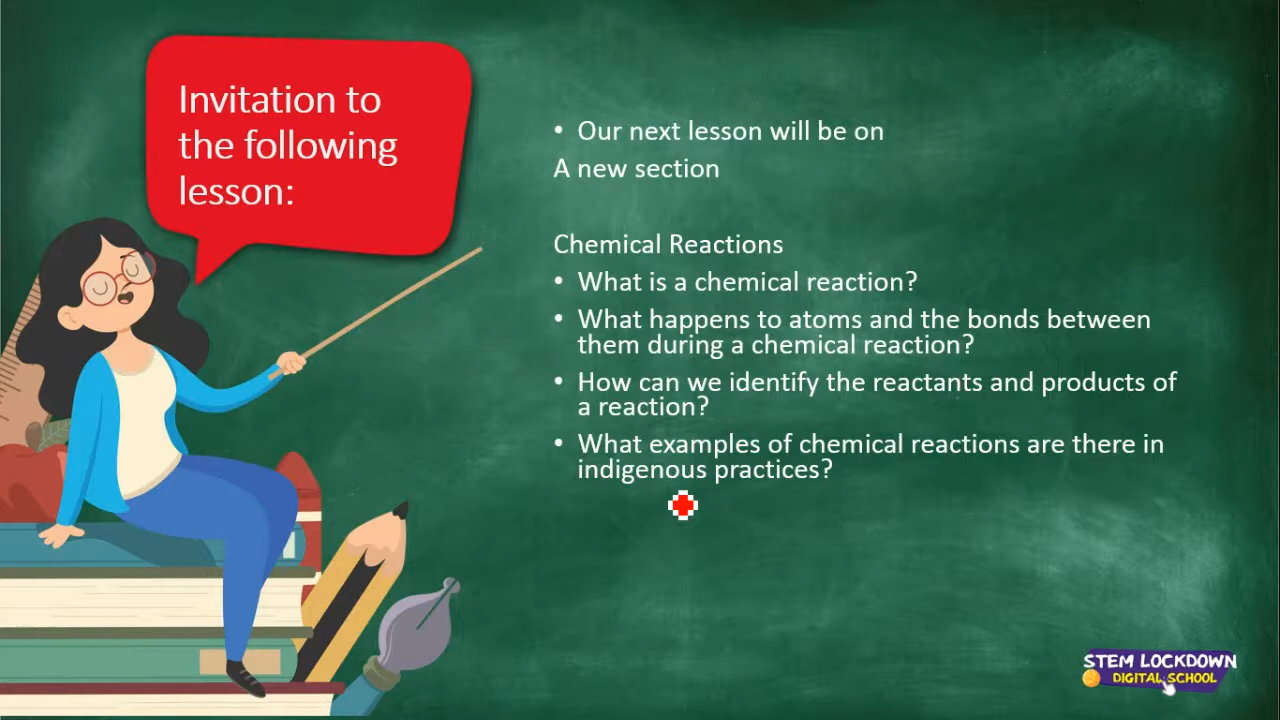 Invitation to
the following
lesson:
• Our next lesson will be on
A new section
Chemical Reactions
• What is a chemical reaction?
• What happens to atoms and the bonds between
them during a chemical reaction?
• How can we identify the reactants and products of
a reaction?
• What examples of chemical reactions are there in
indigenous practices?
STEM LOCKDOWN
DIGITAL SCHOOL